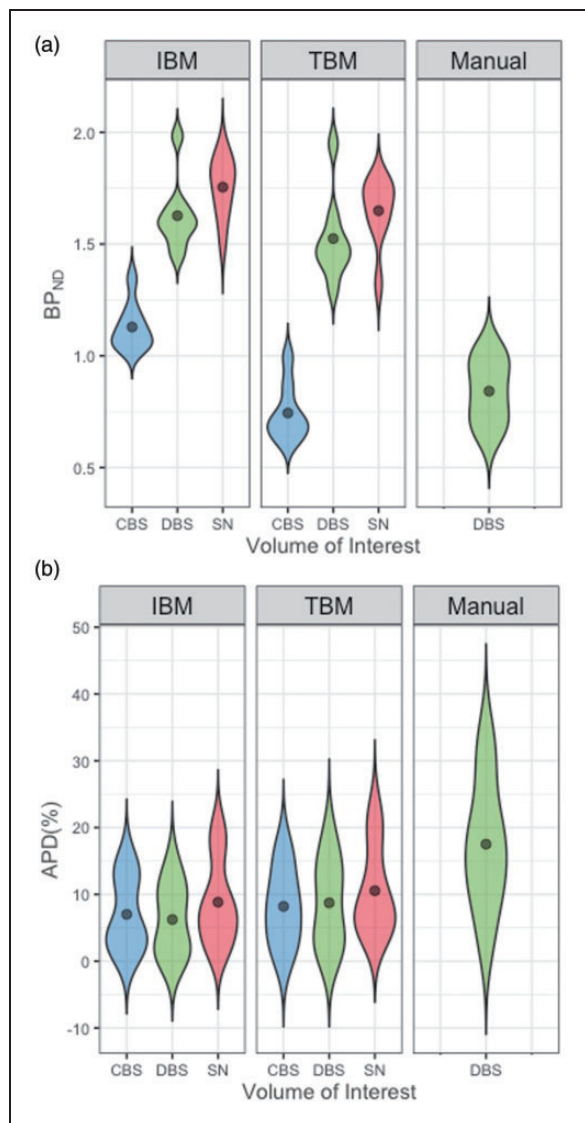 (a)
IBM TBM Manual
2.0
1.5
1.0
0.5
BPND
CBS DBS SN CBS DBS SN DBS
Volume of Interest
(b)
IBM TBM Manual
50
40
30
20
10
0
-10
APD(%)
CBS DBS SN CBS DBS SN DBS
Volume of Interest